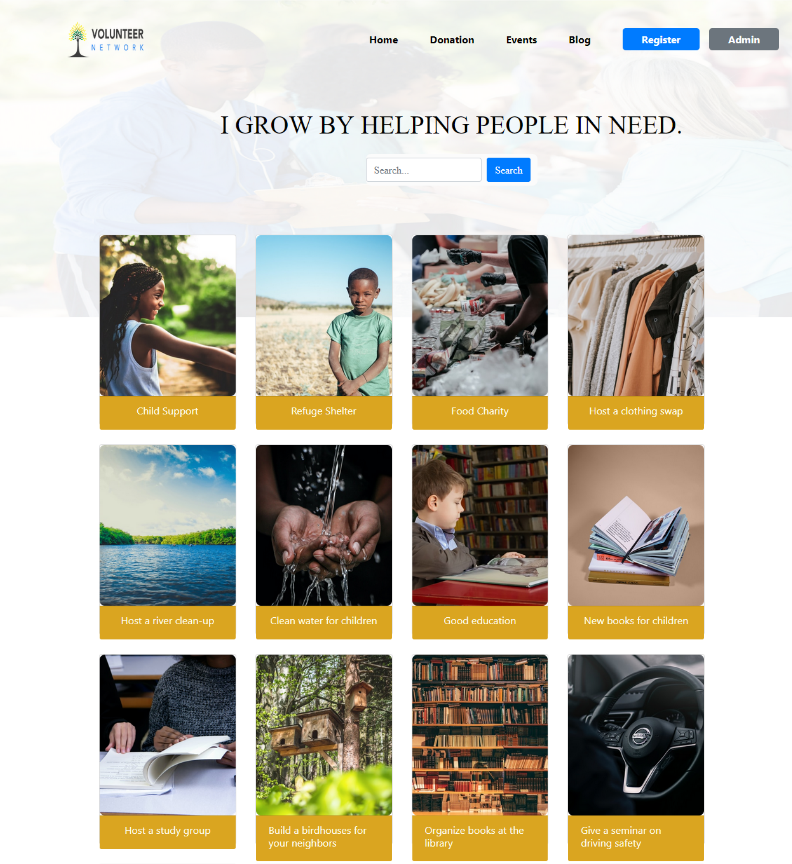 VOLUNTEER
NETWORK
Home Donation Events Blog Register Admin
I GROW BY HELPING PEOPLE IN NEED.
Search... Search
Child Support Refuge Shelter Food Charity Host a clothing swap
Host a river clean-up Clean water for children Good education New books for children
Host a study group Build a birdhouses for
your neighbors
Organize books at the
library
Give a seminar on
driving safety